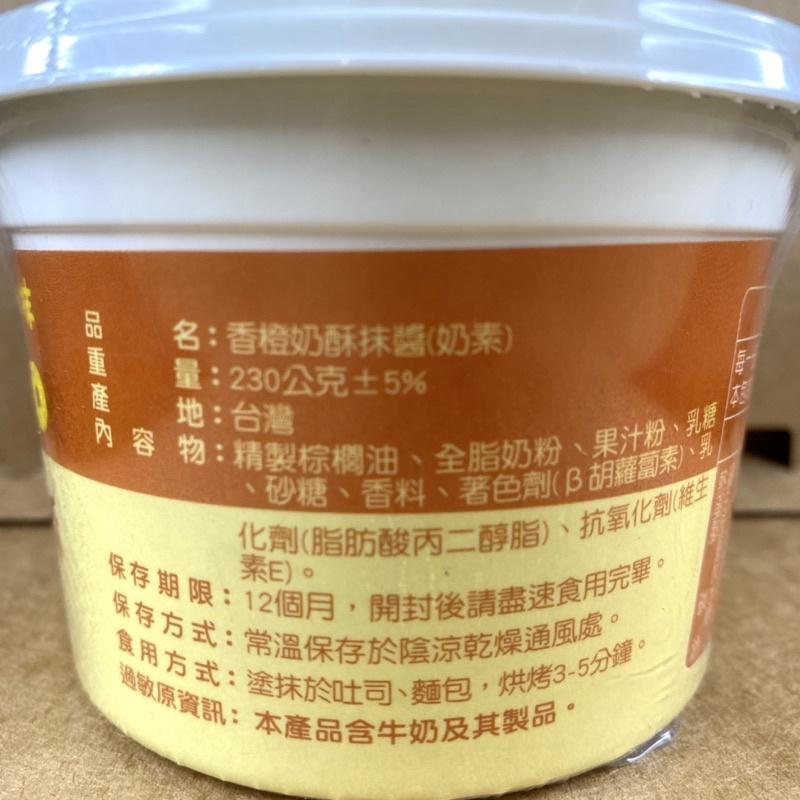 品名：香橙奶酥抹醬(奶素)
重量：230公克±5%
產地：台灣
內容物：精製棕櫚油、全脂奶粉、果汁粉、乳糖
、砂糖、香料、著色劑(β胡蘿蔔素)、乳
化劑(脂肪酸丙二醇脂)、抗氧化劑(維生
素E)。
保存期限：12個月，開封後請盡速食用完畢。
保存方式：常溫保存於陰涼乾燥通風處。
食用方式：塗抹於吐司、麵包，烘烤3-5分鐘。
過敏原資訊：本產品含牛奶及其製品。
每一
本包